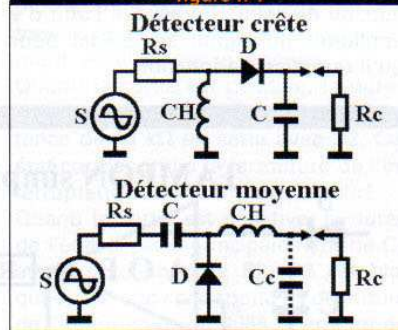 Détecteur crête
Rs D
S CH C Rc
Détecteur moyenne
Rs C CH
S D Cc Rc